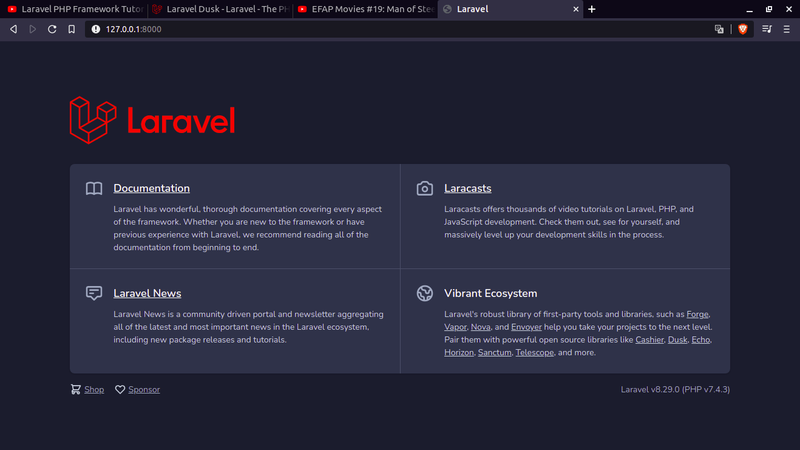 Laravel PHP Framework Tutor
Laravel Dusk - Laravel - The PH
EFAP Movies #19: Man of Stee
Laravel
127.0.0.1:8000
Laravel
Documentation
Laravel has wonderful, thorough documentation covering every aspect
of the framework. Whether you are new to the framework or have
previous experience with Laravel, we recommend reading all of the
documentation from beginning to end.
Laracasts
Laracasts offers thousands of video tutorials on Laravel, PHP, and
JavaScript development. Check them out, see for yourself, and
massively level up your development skills in the process.
Laravel News
Laravel News is a community driven portal and newsletter aggregating
all of the latest and most important news in the Laravel ecosystem,
including new package releases and tutorials.
Vibrant Ecosystem
Laravel's robust library of first-party tools and libraries, such as Forge,
Vapor, Nova, and Envoyer help you take your projects to the next level.
Pair them with powerful open source libraries like Cashier, Dusk, Echo,
Horizon, Sanctum, Telescope, and more.
Shop
Sponsor
Laravel v8.29.0 (PHP v7.4.3)